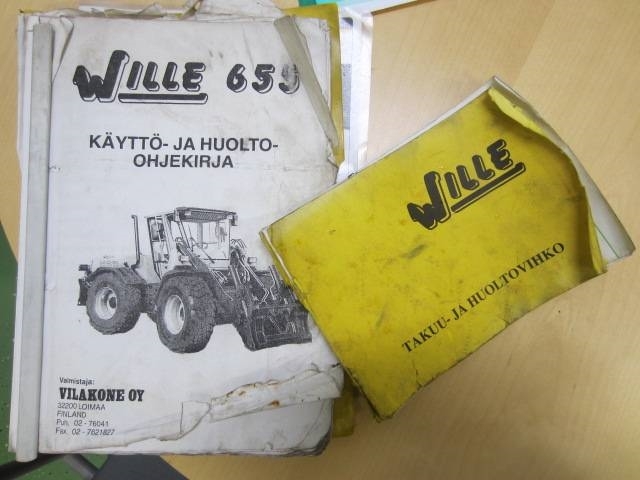 WILLE 659
KÄYTTÖ- JA HUOLTO-
OHJEKIRJA
Valmistaja:
VILAKONE OY
32200 LOIMAA
FINLAND
Puh. 02 - 76041
Fax. 02 - 7621827
WILLE
TAKUU- JA HUOLTOVIHKO